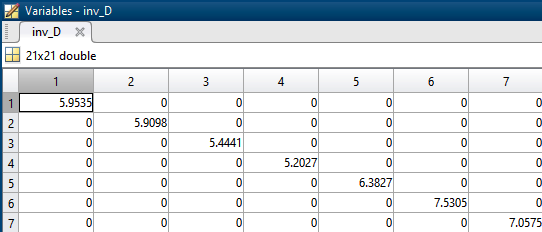 Variables - inv_D
inv_D
21x21 double
1 2 3 4 5 6 7
1 5.9535 0 0 0 0 0 0
2 0 5.9098 0 0 0 0 0
3 0 0 5.4441 0 0 0 0
4 0 0 0 5.2027 0 0 0
5 0 0 0 0 6.3827 0 0
6 0 0 0 0 0 7.5305 0
7 0 0 0 0 0 0 7.0575